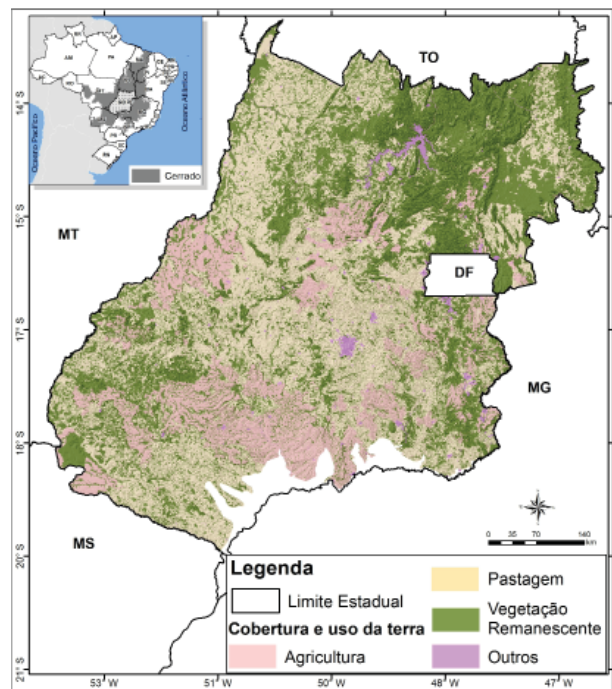 TO
MT
DF
MG
MS
Oceano Pacífico
Oceano Atlântico
AM
PA
Cerrado
14° S
15° S
17° S
18° S
20° S
21° S
53° W
51° W
50° W
48° W
47° W
0 35 70 140
km
Legenda
Limite Estadual
Cobertura e uso da terra
Agricultura
Pastagem
Vegetação
Remanescente
Outros